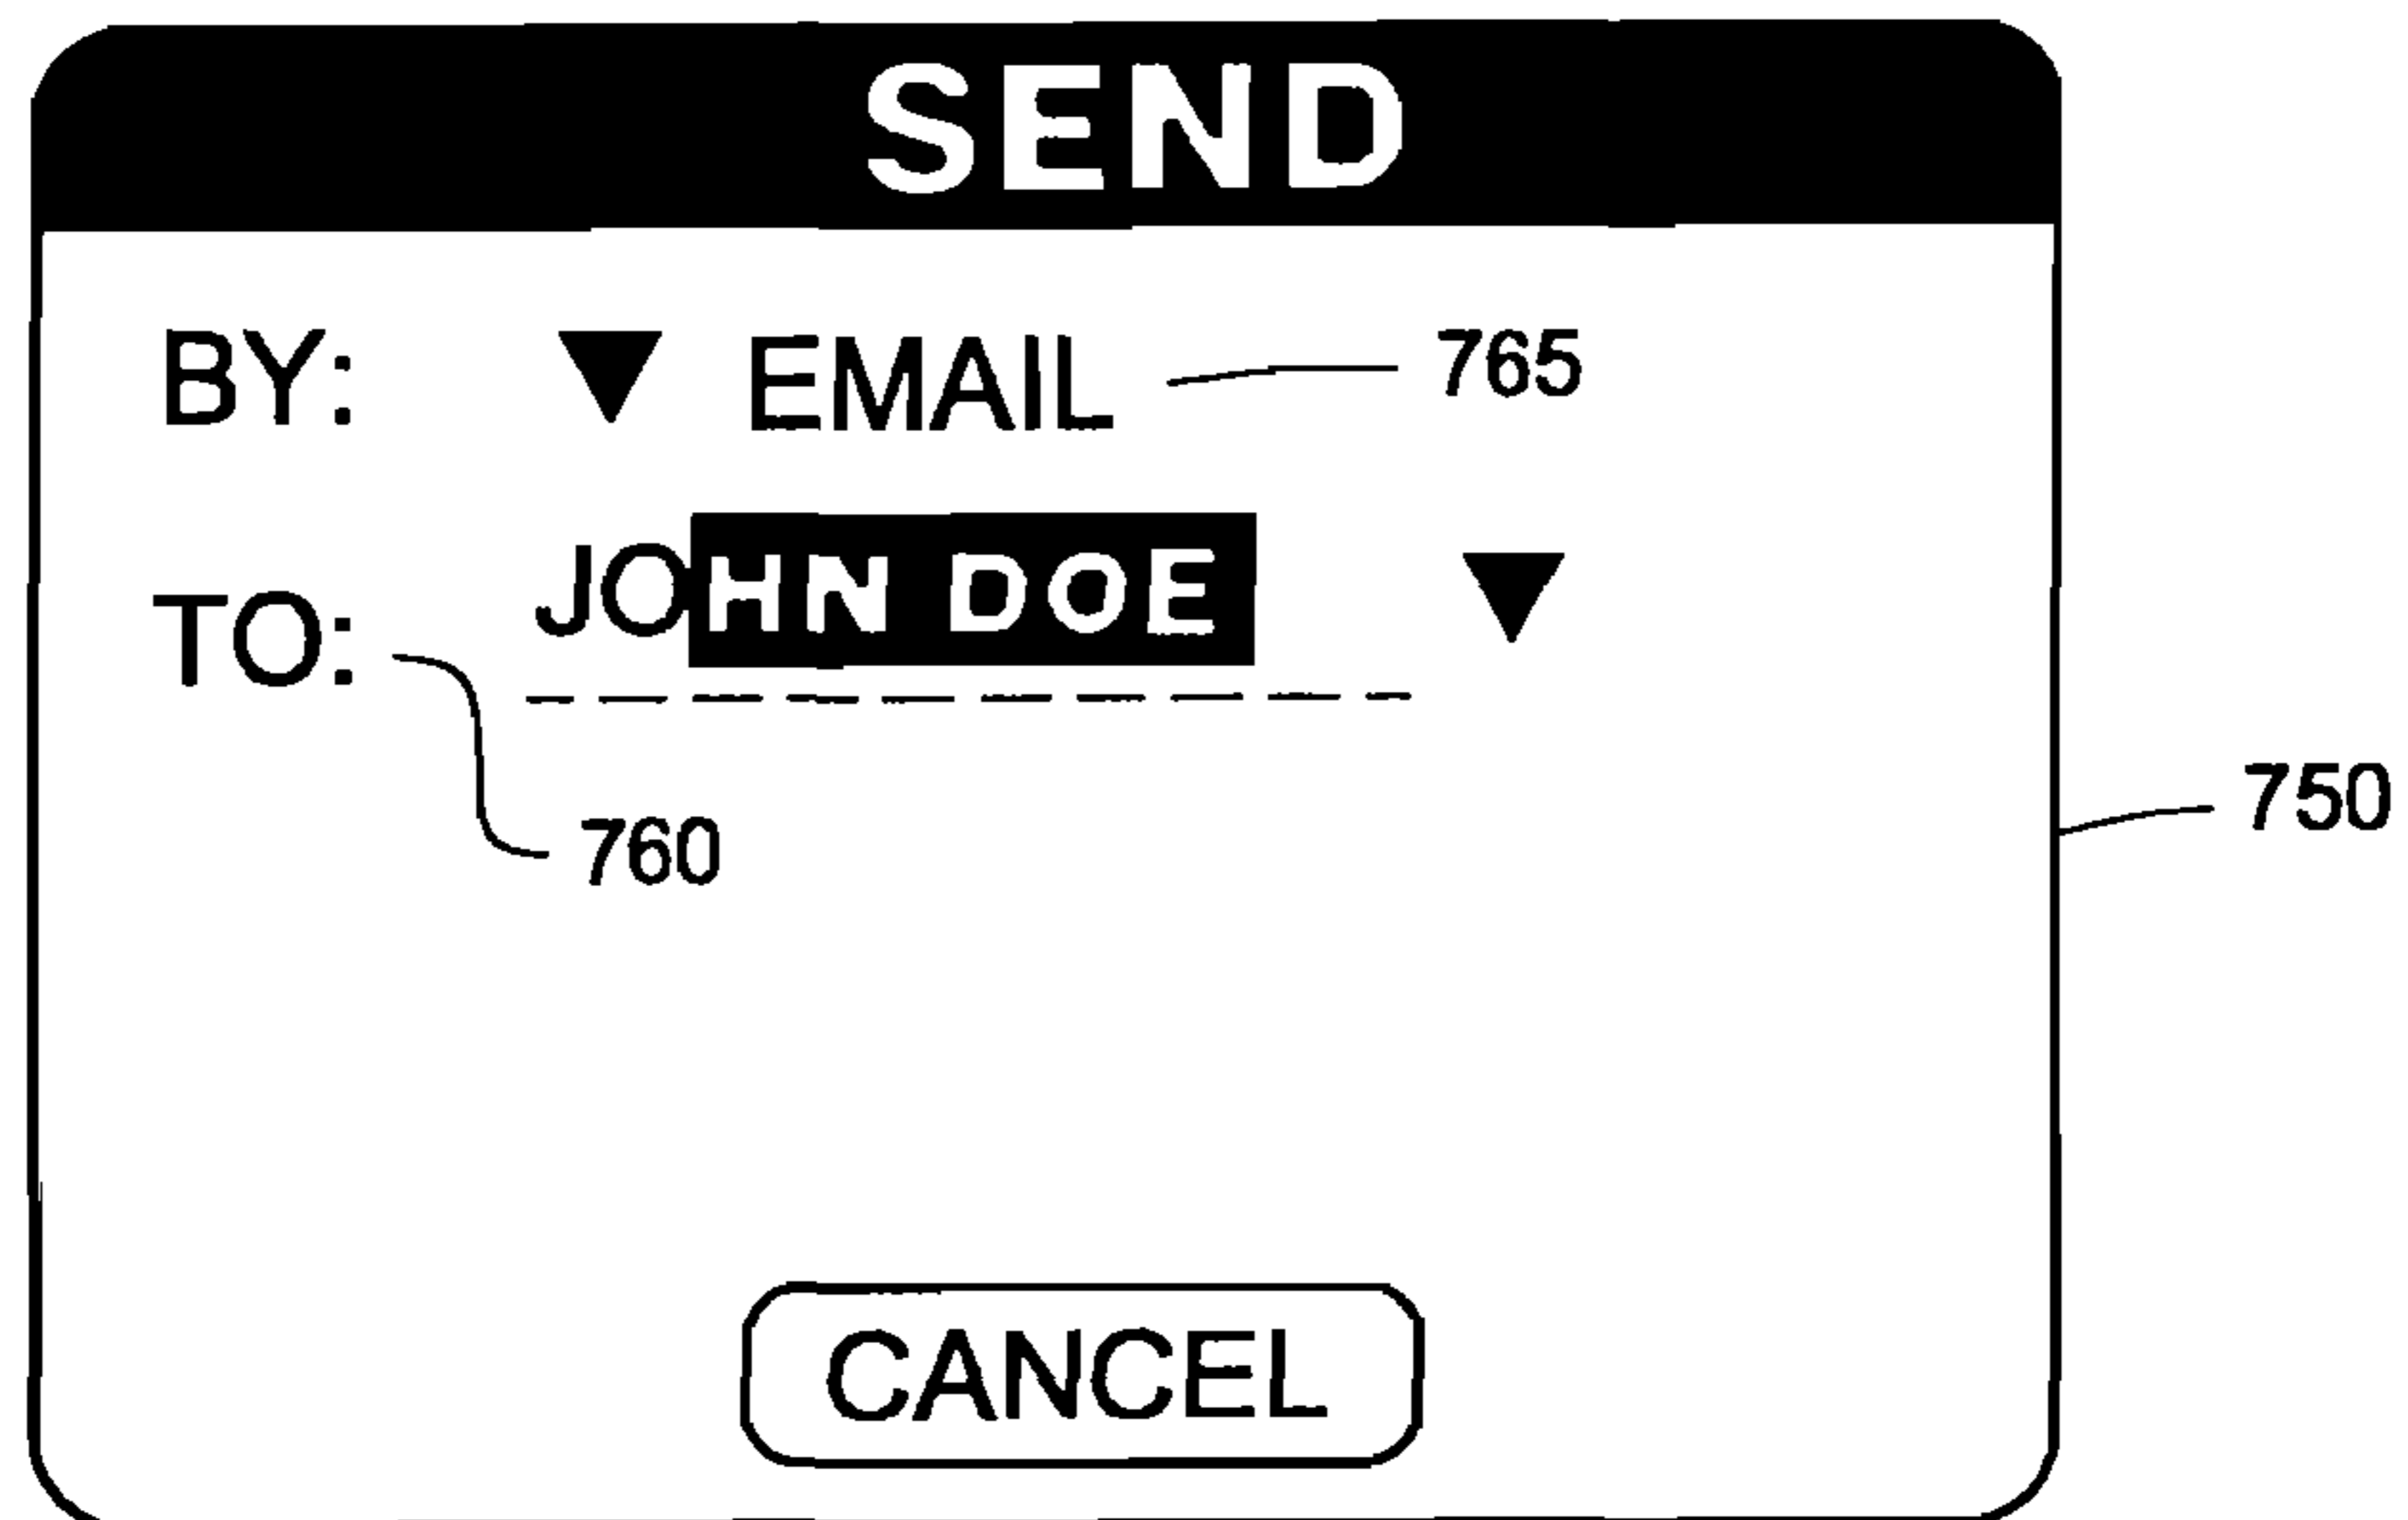 SEND
BY: ▼ EMAIL 765
TO: JOHN DOE ▼
760
750
CANCEL